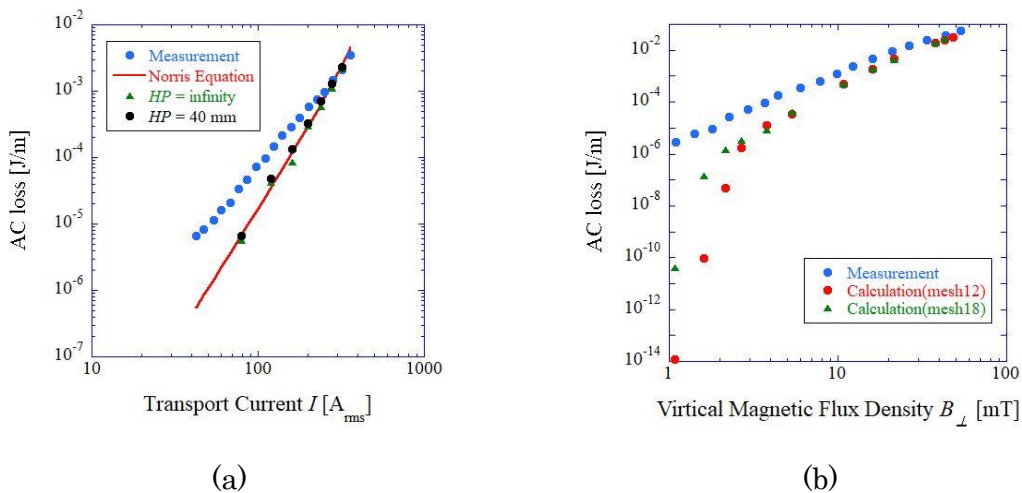 10⁻²
10⁻³
10⁻⁴
10⁻⁵
10⁻⁶
10⁻⁷
AC loss [J/m]
Measurement
Norris Equation
HP = infinity
HP = 40 mm
10 100 1000
Transport Current I [A_rms]
(a)
10⁻²
10⁻⁴
10⁻⁶
10⁻⁸
10⁻¹⁰
10⁻¹²
10⁻¹⁴
AC loss [J/m]
Measurement
Calculation(mesh12)
Calculation(mesh18)
1 10 100
Virtical Magnetic Flux Density B⊥ [mT]
(b)